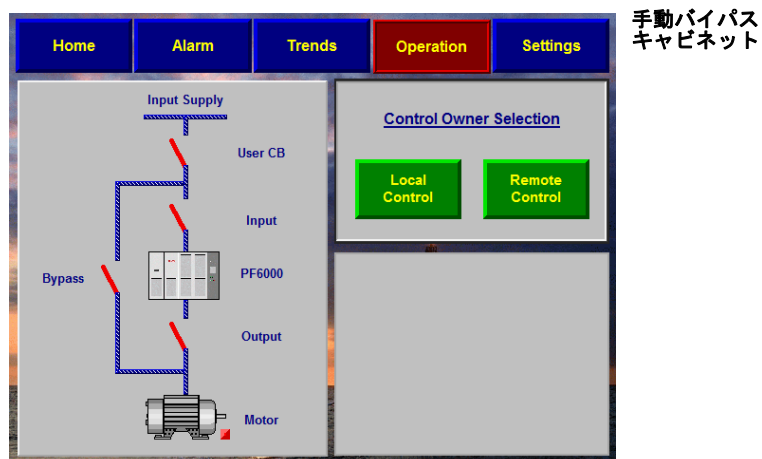 手動バイパス
キャビネット
Home
Alarm
Trends
Operation
Settings
Input Supply
User CB
Input
Bypass
PF6000
Output
Motor
Control Owner Selection
Local
Control
Remote
Control